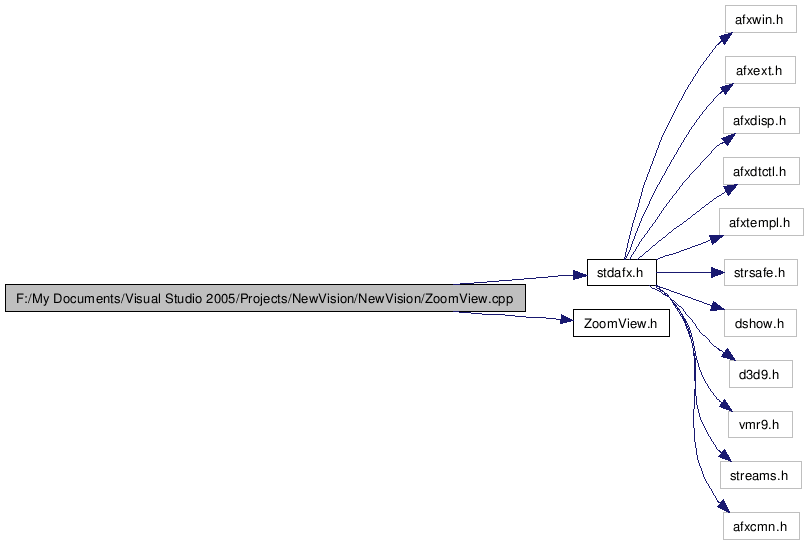 afxwin.h
afxext.h
afxdisp.h
afxdtctl.h
afxtempl.h
stdafx.h
strsafe.h
F:/My Documents/Visual Studio 2005/Projects/NewVision/NewVision/ZoomView.cpp
ZoomView.h
dshow.h
d3d9.h
vmr9.h
streams.h
afxcmn.h